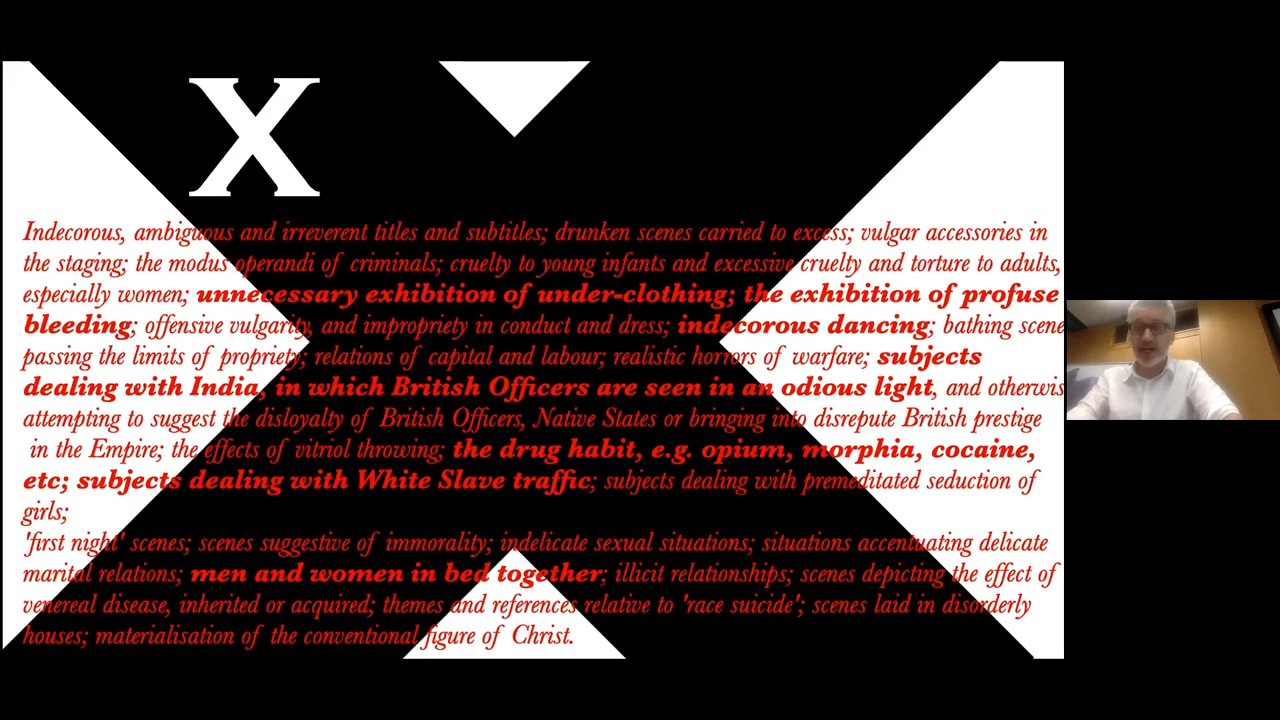 X
Indecorous, ambiguous and irreverent titles and subtitles; drunken scenes carried to excess; vulgar accessories in
the staging; the modus operandi of criminals; cruelty to young infants and excessive cruelty and torture to adults,
especially women; unnecessary exhibition of under-clothing; the exhibition of profuse
bleeding; offensive vulgarity, and impropriety in conduct and dress; indecorous dancing; bathing scene
passing the limits of propriety; relations of capital and labour; realistic horrors of warfare; subjects
dealing with India, in which British Officers are seen in an odious light, and otherwis
attempting to suggest the disloyalty of British Officers, Native States or bringing into disrepute British prestige
in the Empire; the effects of vitriol throwing; the drug habit, e.g. opium, morphia, cocaine,
etc; subjects dealing with White Slave traffic; subjects dealing with premeditated seduction of
girls;
'first night' scenes; scenes suggestive of immorality; indelicate sexual situations; situations accentuating delicate
marital relations; men and women in bed together; illicit relationships; scenes depicting the effect of
venereal disease, inherited or acquired; themes and references relative to 'race suicide'; scenes laid in disorderly
houses; materialisation of the conventional figure of Christ.